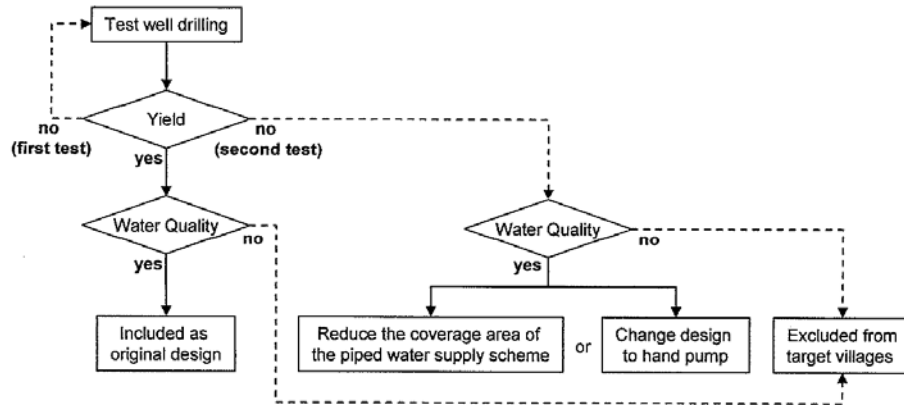 Test well drilling
Yield
no
(first test)
no
(second test)
yes
Water Quality
no
yes
Water Quality
no
yes
Included as
original design
Reduce the coverage area of
the piped water supply scheme
or
Change design
to hand pump
Excluded from
target villages